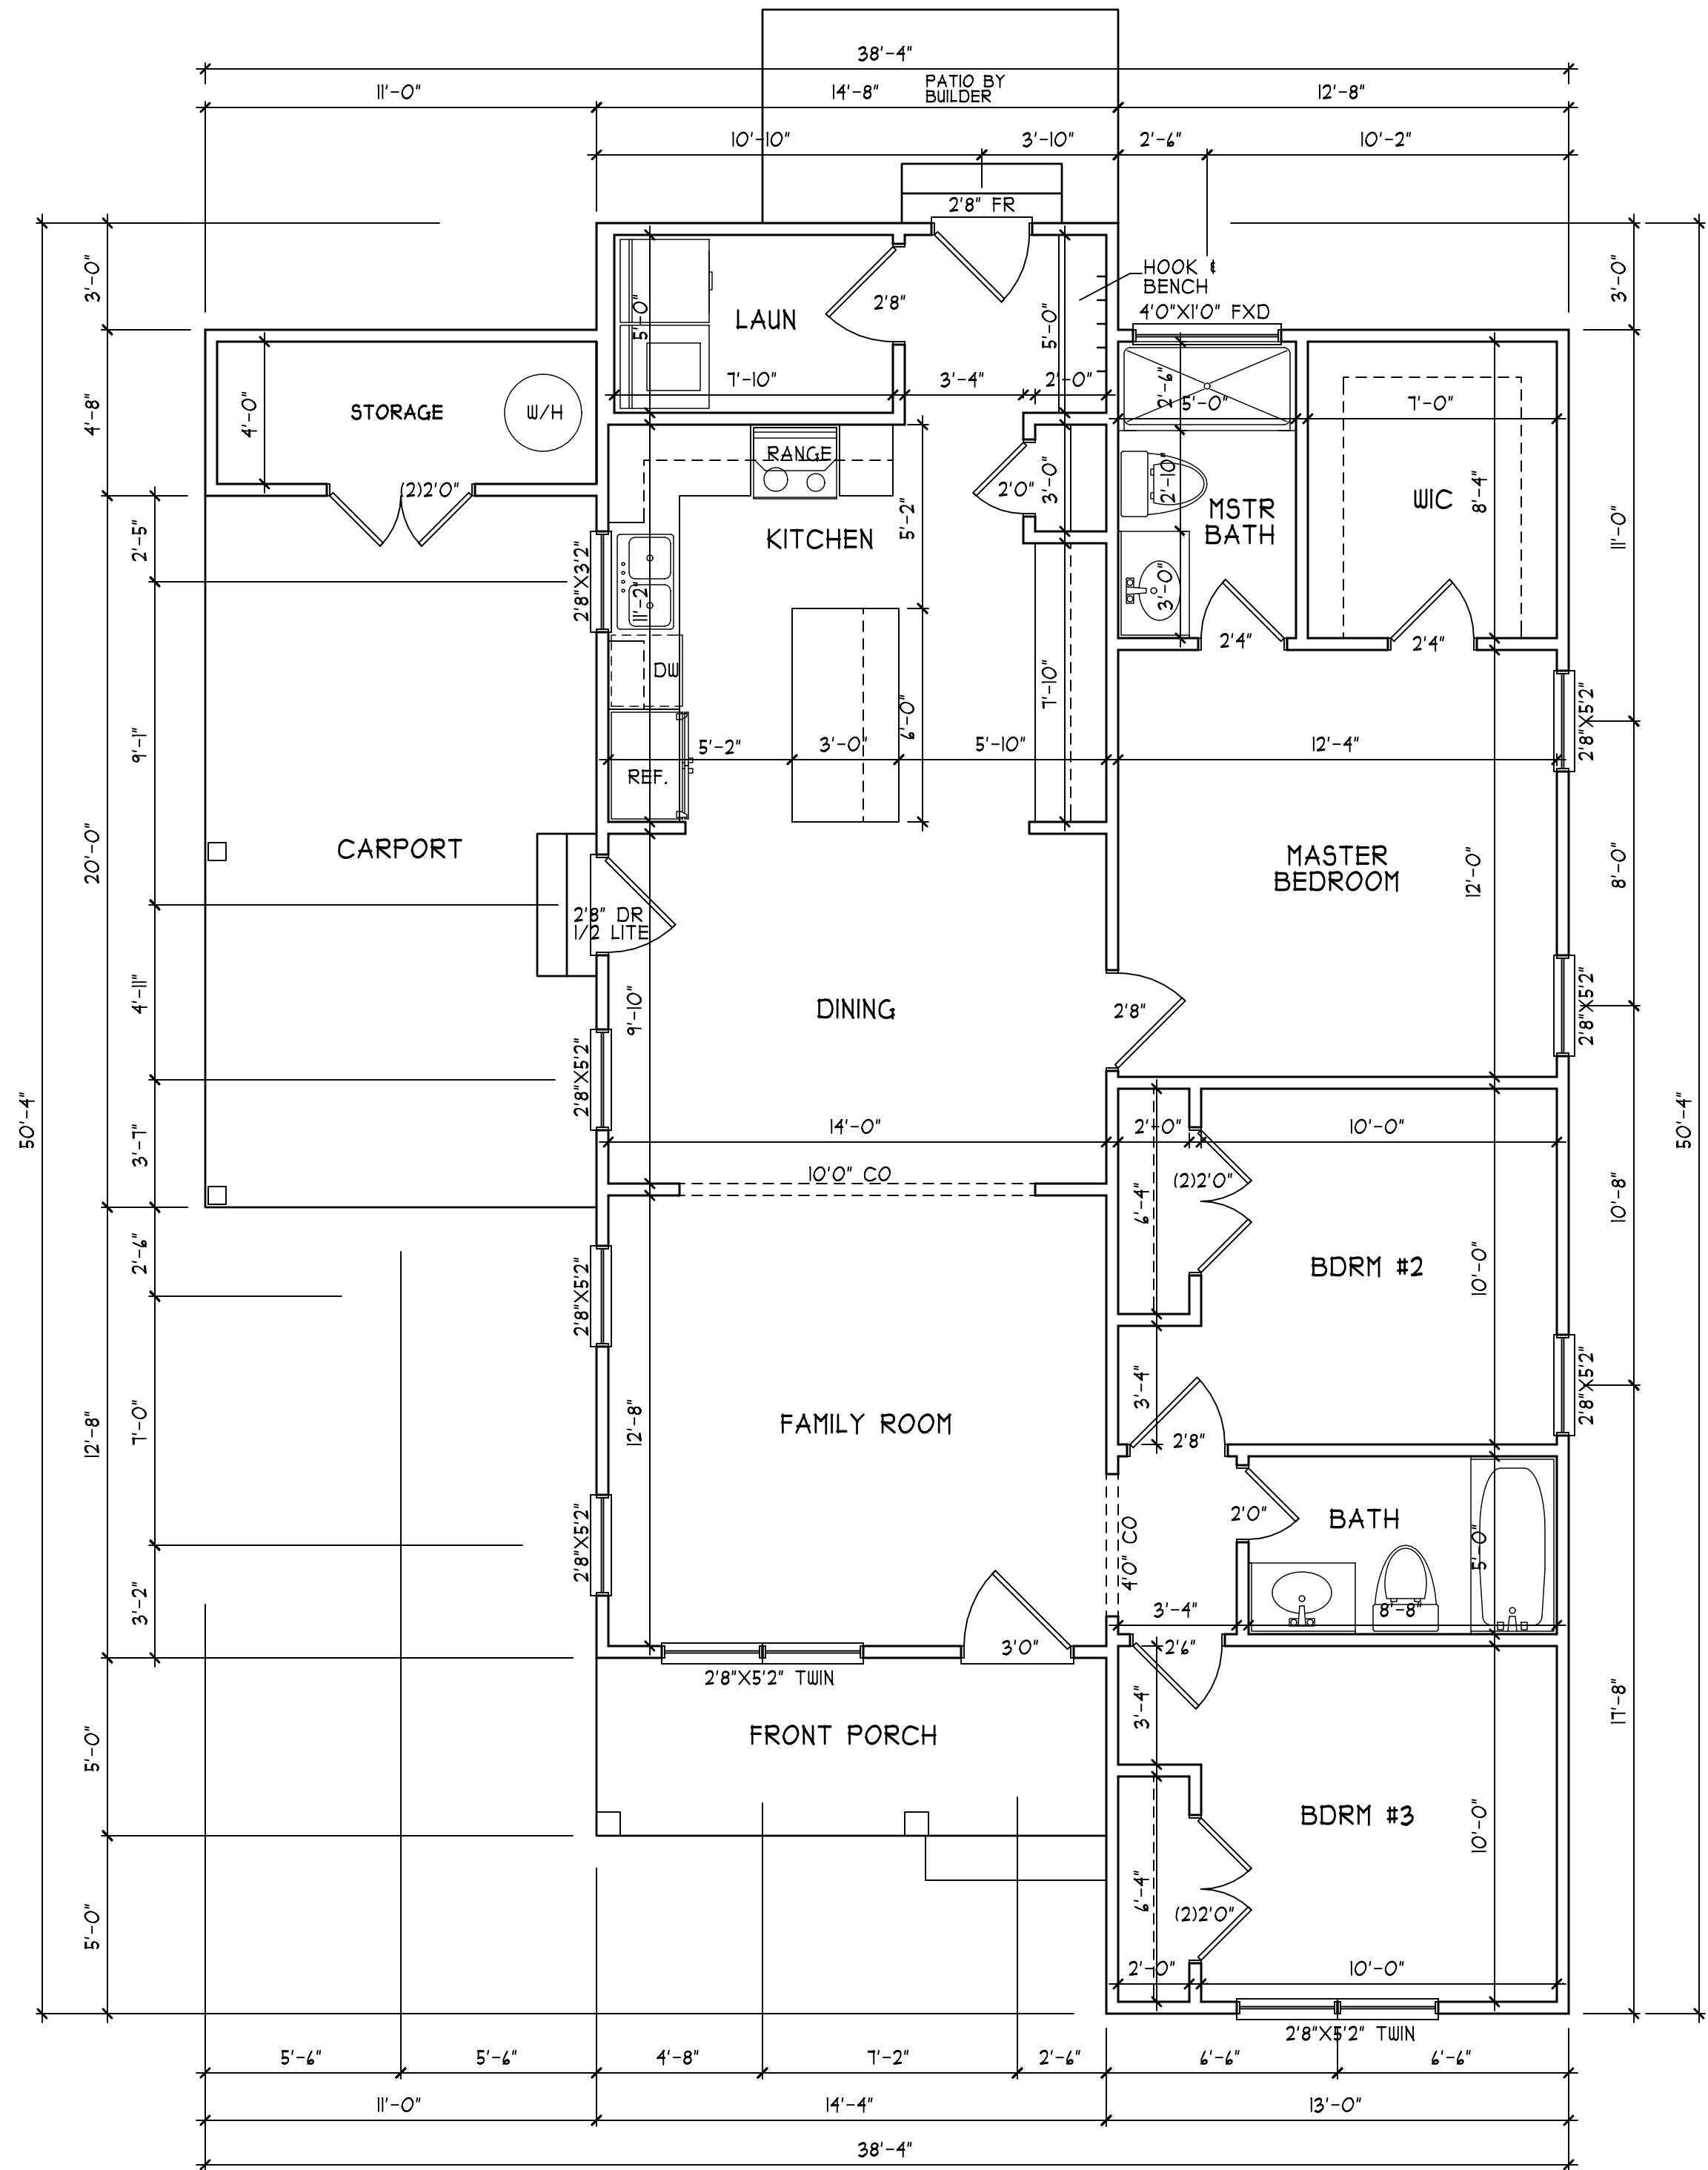 38'-4"
11'-0"
14'-8"
PATIO BY
BUILDER
12'-8"
10'-10"
3'-10"
2'-6"
10'-2"
2'8" FR
3'-0"
3'-0"
HOOK &
BENCH
4'0"X1'0" FXD
LAUN
2'8"
5'-0"
5'-0"
7'-10"
3'-4"
2'-0"
4'-8"
4'-0"
STORAGE
W/H
(2)2'0"
RANGE
2'0"
3'-0"
2'-6"
5'-0"
7'-0"
2'-10"
MSTR
BATH
WIC
8'-4"
11'-0"
2'-5"
2'8"X3'2"
KITCHEN
5'-2"
11'-2"
3'-0"
2'4"
2'4"
DW
7'-10"
6'-0"
2'8"X5'2"
9'-1"
5'-2"
3'-0"
5'-10"
12'-4"
REF.
20'-0"
CARPORT
MASTER
BEDROOM
12'-0"
8'-0"
2'8" DR
1/2 LITE
4'-11"
9'-10"
DINING
2'8"
2'8"X5'2"
50'-4"
50'-4"
2'8"X5'2"
3'-7"
14'-0"
2'-0"
10'-0"
10'0" CO
(2)2'0"
6'-4"
10'-8"
2'-6"
2'8"X5'2"
BDRM #2
10'-0"
12'-8"
7'-0"
12'-8"
FAMILY ROOM
3'-4"
2'8"
2'8"X5'2"
2'8"X5'2"
4'0" CO
2'0"
BATH
5'-0"
3'-2"
3'-4"
8'-8"
3'0"
2'6"
2'8"X5'2" TWIN
5'-0"
FRONT PORCH
3'-4"
17'-8"
BDRM #3
10'-0"
6'-4"
(2)2'0"
5'-0"
2'-0"
10'-0"
2'8"X5'2" TWIN
5'-6"
5'-6"
4'-8"
7'-2"
2'-6"
6'-6"
6'-6"
11'-0"
14'-4"
13'-0"
38'-4"